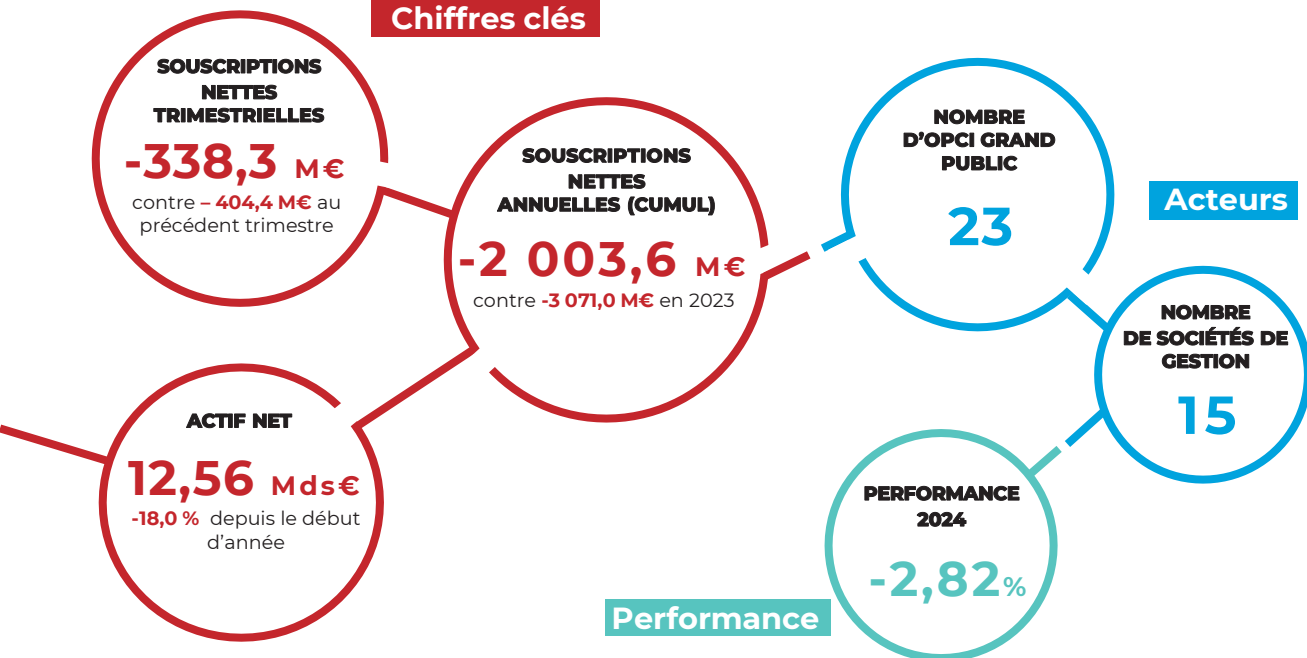 Chiffres clés
SOUSCRIPTIONS
NETTES
TRIMESTRIELLES
-338,3 M€
contre – 404,4 M€ au
précédent trimestre
SOUSCRIPTIONS
NETTES
ANNUELLES (CUMUL)
-2 003,6 M€
contre -3 071,0 M€ en 2023
ACTIF NET
12,56 Mds€
-18,0 % depuis le début
d’année
NOMBRE
D’OPCI GRAND
PUBLIC
23
Acteurs
NOMBRE
DE SOCIÉTÉS DE
GESTION
15
PERFORMANCE
2024
-2,82%
Performance